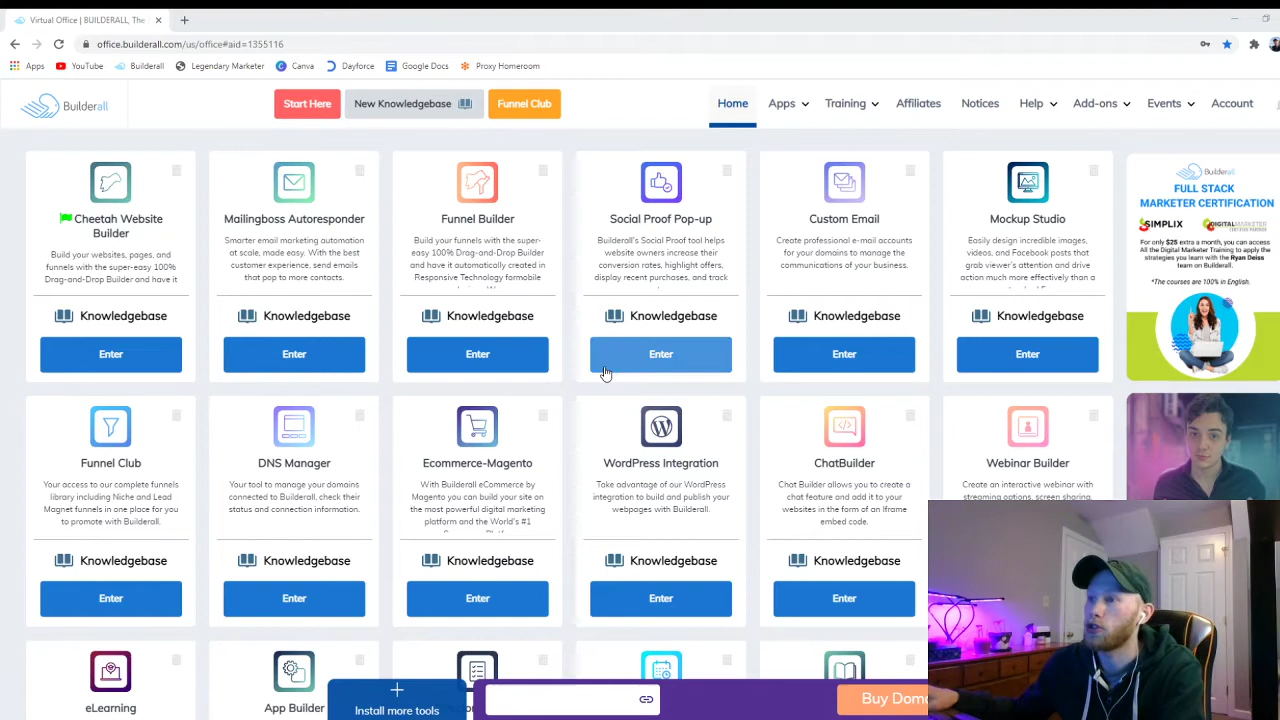 Virtual Office | BUILDERALL, The
office.builderall.com/us/office#aid=1355116
Apps
YouTube
Builderall
Legendary Marketer
Canva
Dayforce
Google Docs
Proxy Homeroom
Builderall
Start Here
New Knowledgebase
Funnel Club
Home
Apps
Training
Affiliates
Notices
Help
Add-ons
Events
Account
Cheetah Website
Builder
Build your websites, pages, and
funnels with the super-easy 100%
Drag-and-Drop Builder and have it
Knowledgebase
Enter
Mailingboss Autoresponder
Smarter email marketing automation
at scale, made easy. With the best
customer experience, send emails
that pop to more contacts.
Knowledgebase
Enter
Funnel Builder
Build your funnels with the super-
easy 100% Drag-and-Drop Builder
and have it automatically created in
Responsive Technology formobile
Knowledgebase
Enter
Social Proof Pop-up
Builderall's Social Proof tool helps
website owners increase their
conversion rates, highlight offers,
display recent purchases, and track
Knowledgebase
Enter
Custom Email
Create professional e-mail accounts
for your domains to manage the
communications of your business.
Knowledgebase
Enter
Mockup Studio
Easily design incredible images,
videos, and Facebook posts that
grab viewer's attention and drive
action much more effectively than a
Knowledgebase
Enter
Builderall
FULL STACK
MARKETER CERTIFICATION
SIMPLIX
DIGITALMARKETER
CERTIFIED PARTNER
For only $25 extra a month, you can access
All the Digital Marketer Training to apply the
strategies you learn with the Ryan Deiss
team on Builderall.
*The courses are 100% in English.
Funnel Club
Your access to our complete funnels
library including Niche and Lead
Magnet funnels in one place for you
to promote with Builderall.
Knowledgebase
Enter
DNS Manager
Your tool to manage your domains
connected to Builderall, check their
status and connection information.
Knowledgebase
Enter
Ecommerce-Magento
With Builderall eCommerce by
Magento you can build your site on
the most powerful digital marketing
platform and the World's #1
Knowledgebase
Enter
WordPress Integration
Take advantage of our WordPress
integration to build and publish your
webpages with Builderall.
Knowledgebase
Enter
ChatBuilder
Chat Builder allows you to create a
chat feature and add it to your
websites in the form of an Iframe
embed code.
Knowledgebase
Enter
Webinar Builder
Create an interactive webinar with
streaming options, screen sharing,
eLearning
App Builder
Install more tools
Buy Doma